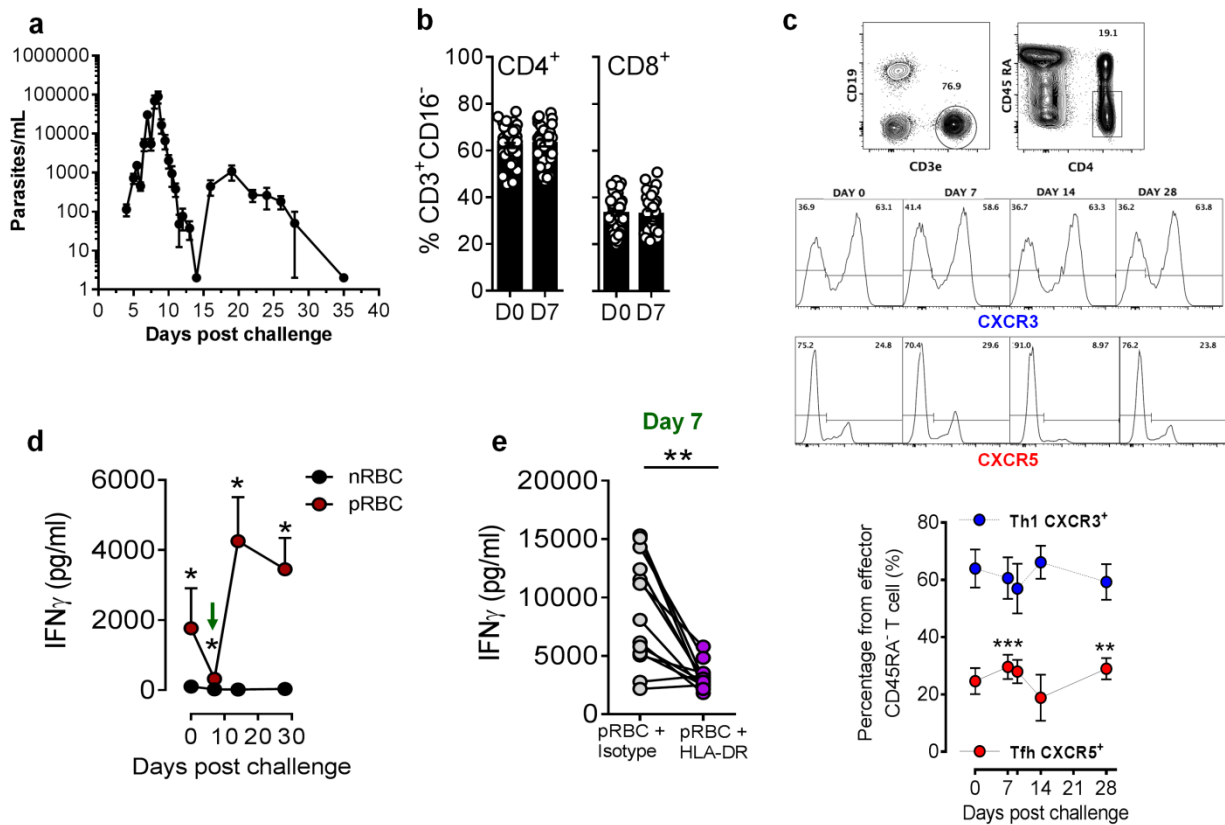 a
Parasites/mL
1000000
100000
10000
1000
100
10
1
0 5 10 15 20 25 30 35 40
Days post challenge
b
% CD3+CD16-
100
80
60
40
20
0
CD4+
CD8+
D0 D7
D0 D7
c
CD19
76.9
CD3e
CD45 RA
19.1
CD4
DAY 0 DAY 7 DAY 14 DAY 28
36.9 63.1 41.4 58.6 36.7 63.3 36.2 63.8
CXCR3
75.2 24.8 70.4 29.6 91.0 8.97 76.2 23.8
CXCR5
Percentage from effector
CD45RA- T cell (%)
80
60
40
20
0
Th1 CXCR3+
*** **
Tfh CXCR5+
0 7 14 21 28
Days post challenge
d
IFNγ (pg/ml)
6000
4000
2000
0
nRBC
pRBC
* * * *
0 10 20 30
Days post challenge
e
Day 7
**
IFNγ (pg/ml)
20000
15000
10000
5000
0
pRBC + pRBC +
Isotype HLA-DR